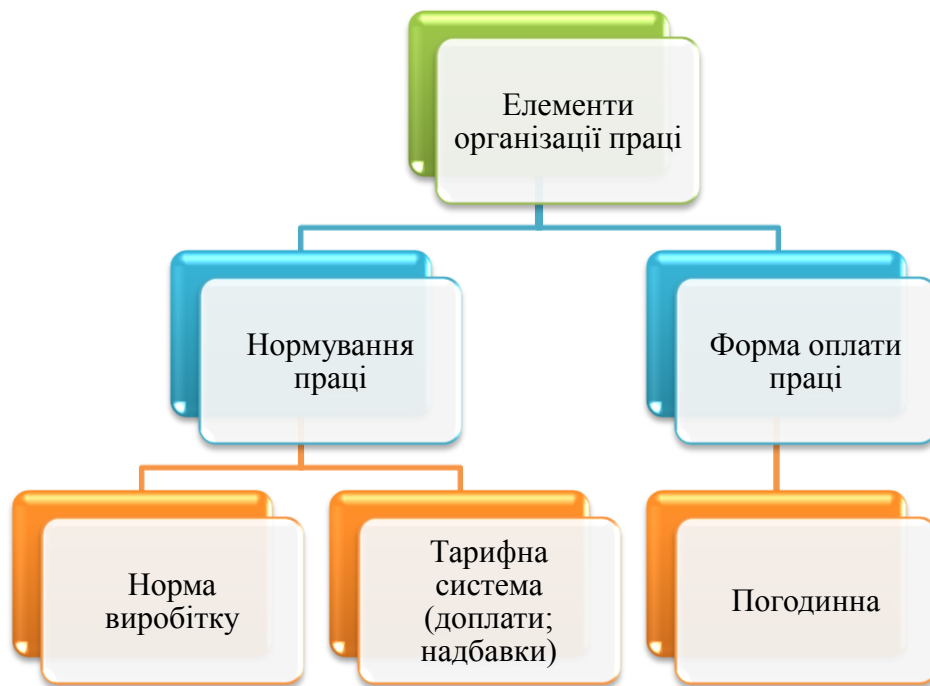 Елементи
організації праці
Нормування
праці
Форма оплати
праці
Норма
виробітку
Тарифна
система
(доплати;
надбавки)
Погодинна